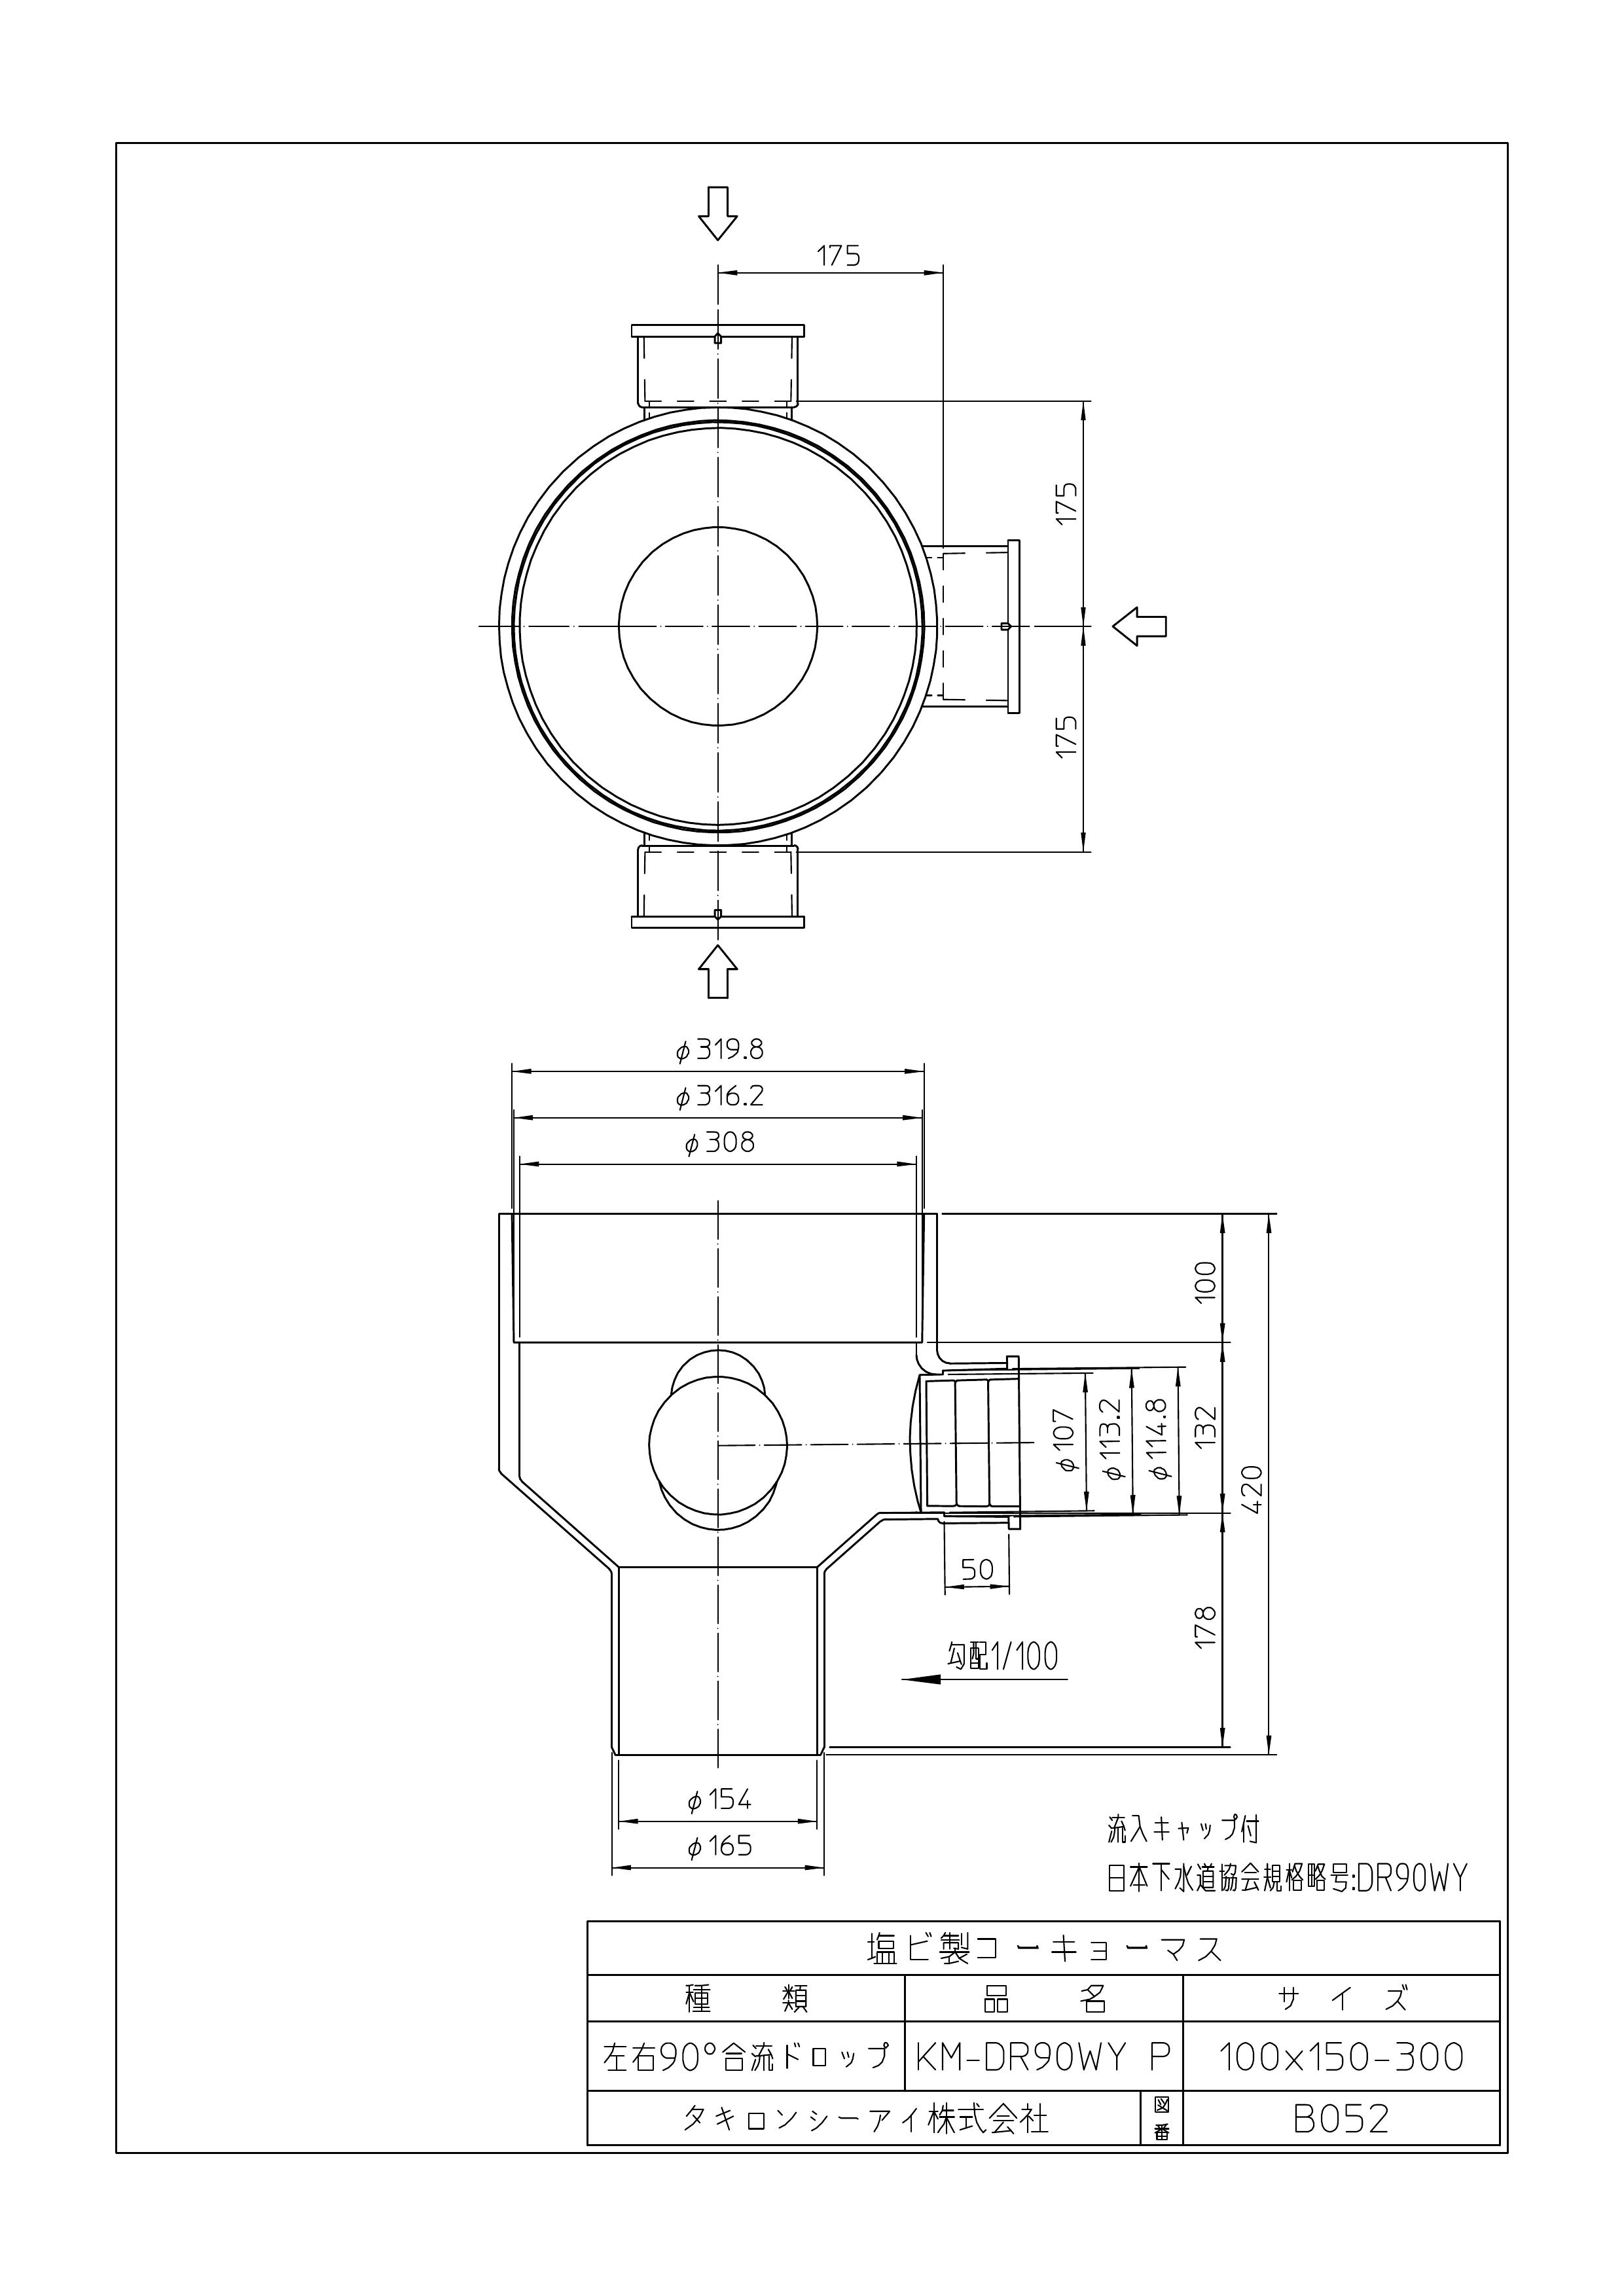 175
175
175
φ319.8
φ316.2
φ308
100
132
420
178
φ107
φ113.2
φ114.8
50
勾配1/100
φ154
φ165
流入キャップ付
日本下水道協会規格略号:DR90WY
塩ビ製コーキョーマス
種類 品名 サイズ
左右90°合流ドロップ KM-DR90WY P 100x150-300
タキロンシーアイ株式会社 図番 B052